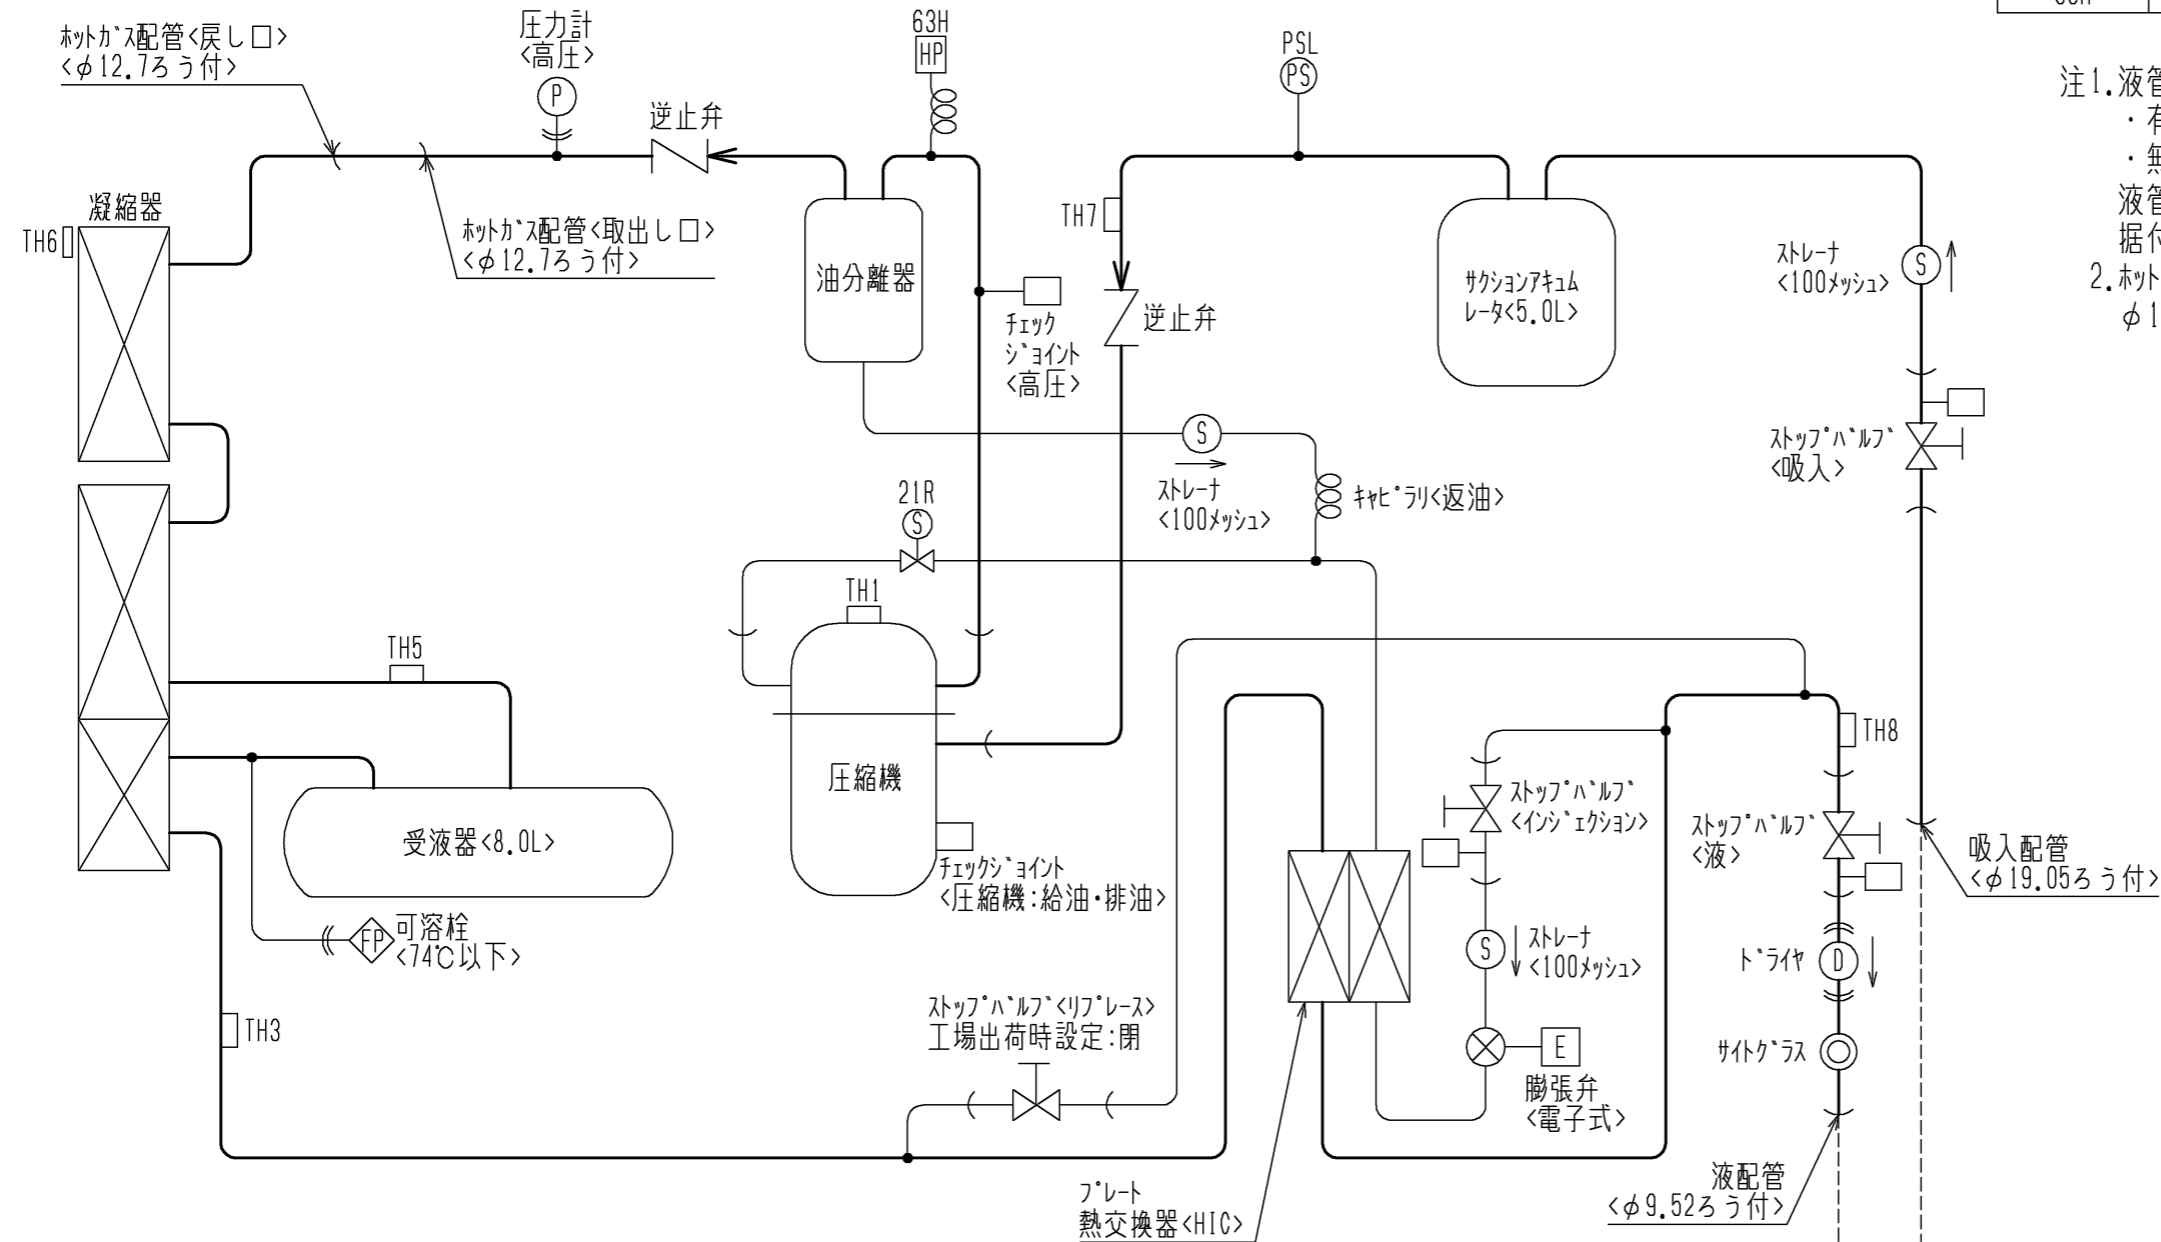 ホットガス配管<戻し口>
<φ12.7ろう付>
圧力計
<高圧>
P
63H
HP
PSL
PS
逆止弁
注1.液管
・有
・無
液管
据付
2.ホット
φ1
凝縮器
TH6
ホットガス配管<取出し口>
<φ12.7ろう付>
油分離器
チェック
ジョイント
<高圧>
TH7
逆止弁
サクションアキュム
レータ<5.0L>
ストレーナ
<100メッシュ>
S
ストップバルブ
<吸入>
S
ストレーナ
<100メッシュ>
キャピラリ<返油>
21R
S
TH1
TH5
圧縮機
受液器<8.0L>
チェックジョイント
<圧縮機:給油・排油>
FP
可溶栓
<74℃以下>
TH3
ストップバルブ<リプレース>
工場出荷時設定:閉
プレート
熱交換器<HIC>
ストップバルブ
<インジェクション>
S
ストレーナ
<100メッシュ>
E
膨張弁
<電子式>
TH8
ストップバルブ
<液>
ドライヤ
D
サイトグラス
液配管
<φ9.52ろう付>
吸入配管
<φ19.05ろう付>